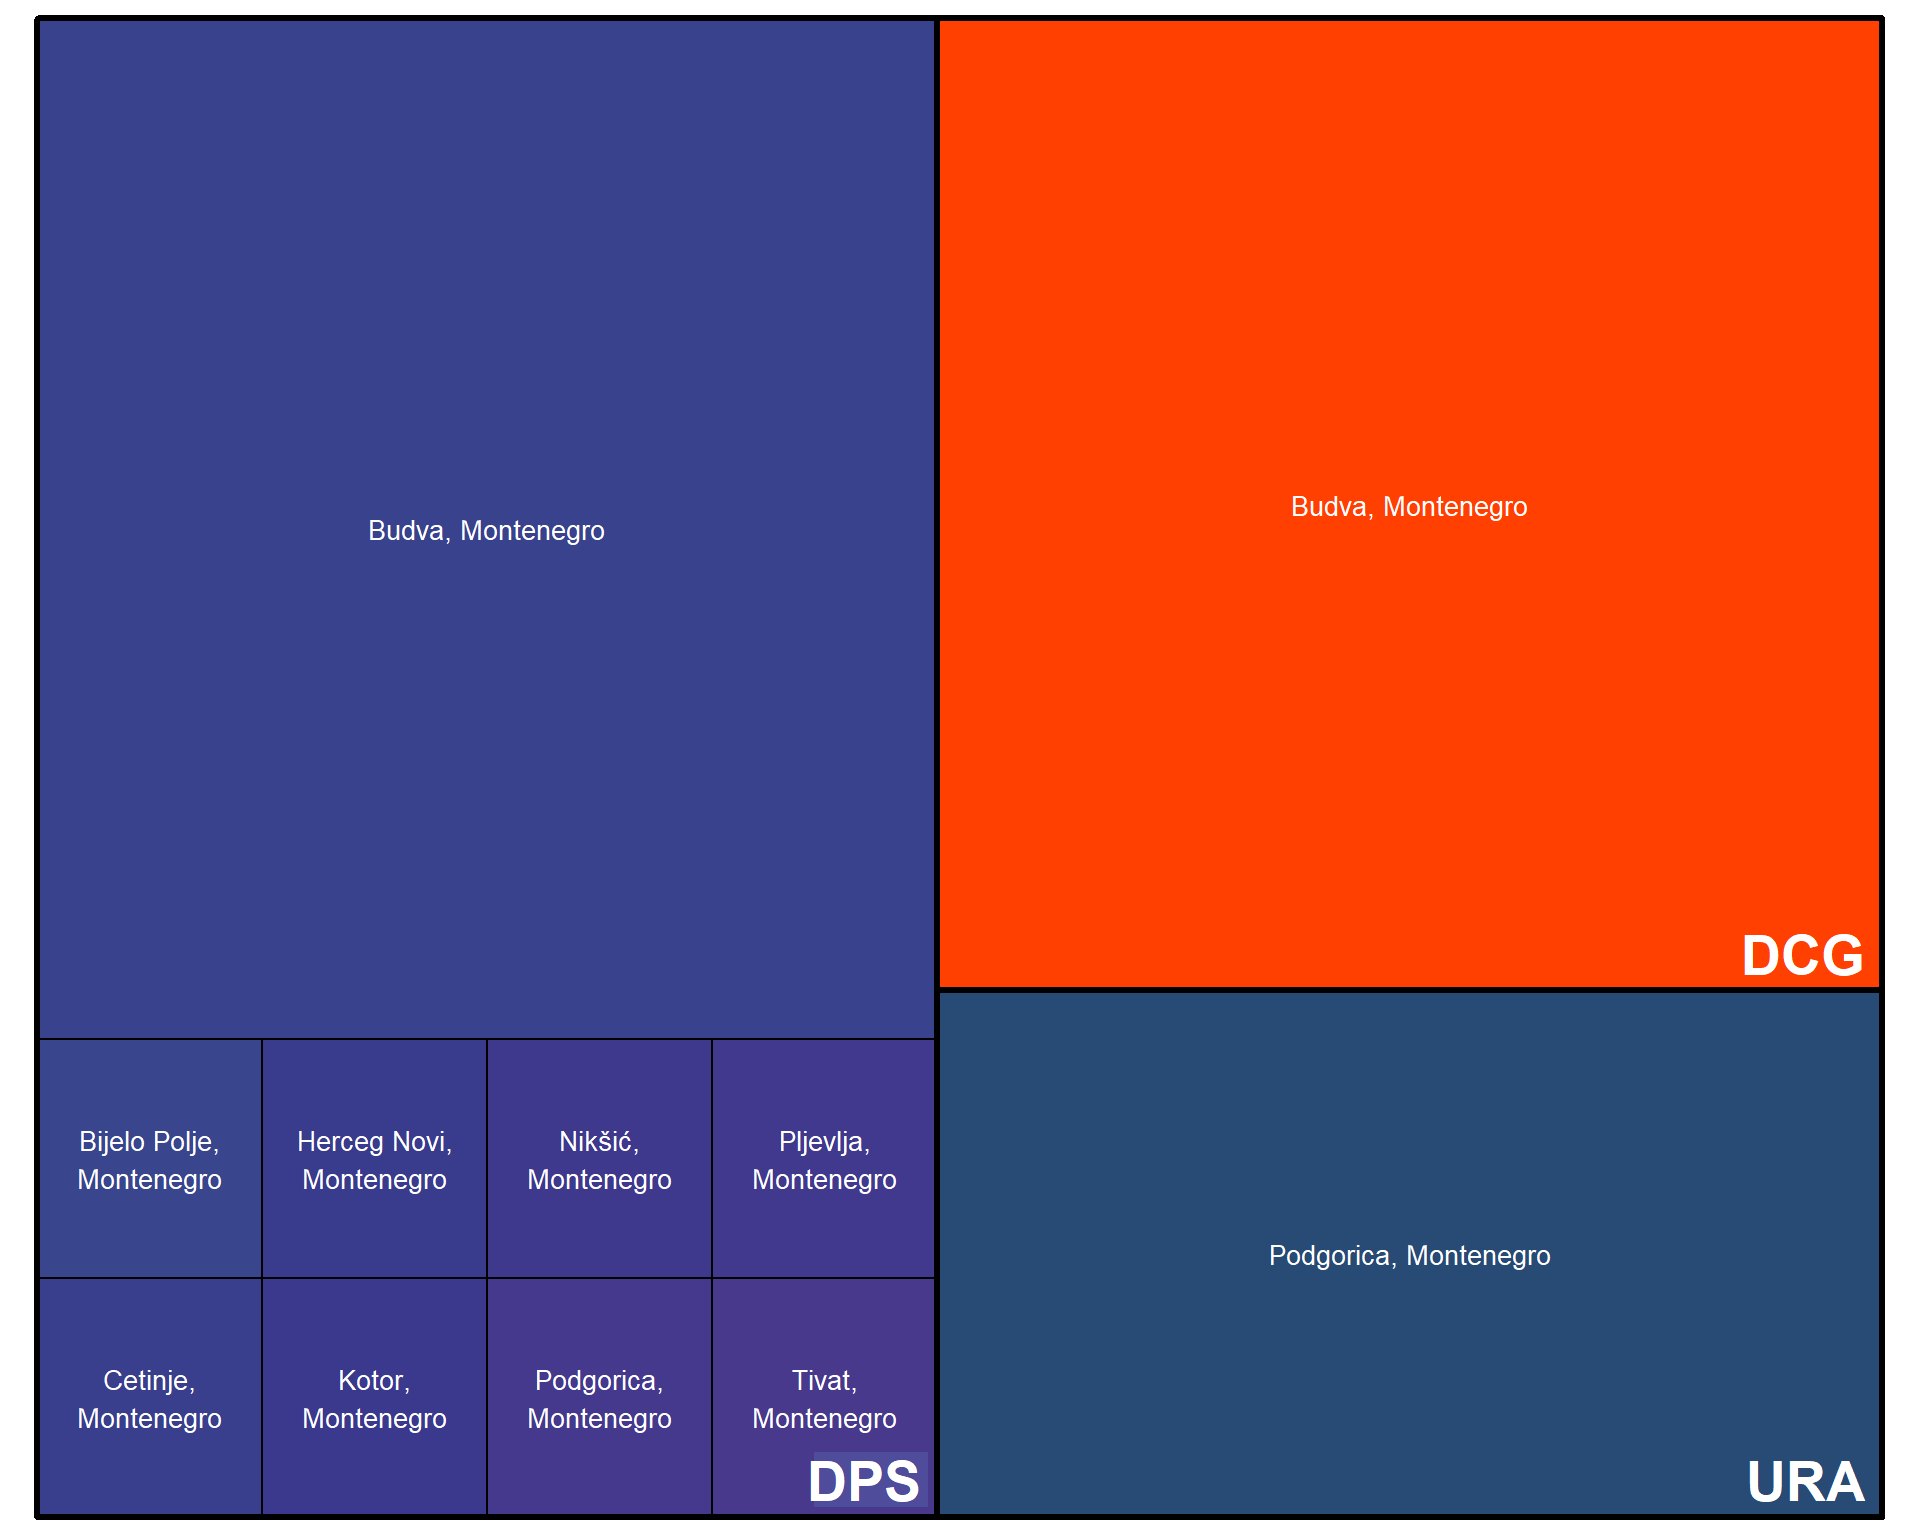 Budva, Montenegro
Bijelo Polje,
Montenegro
Herceg Novi,
Montenegro
Nikšić,
Montenegro
Pljevlja,
Montenegro
Cetinje,
Montenegro
Kotor,
Montenegro
Podgorica,
Montenegro
Tivat,
Montenegro
DPS
Budva, Montenegro
DCG
Podgorica, Montenegro
URA